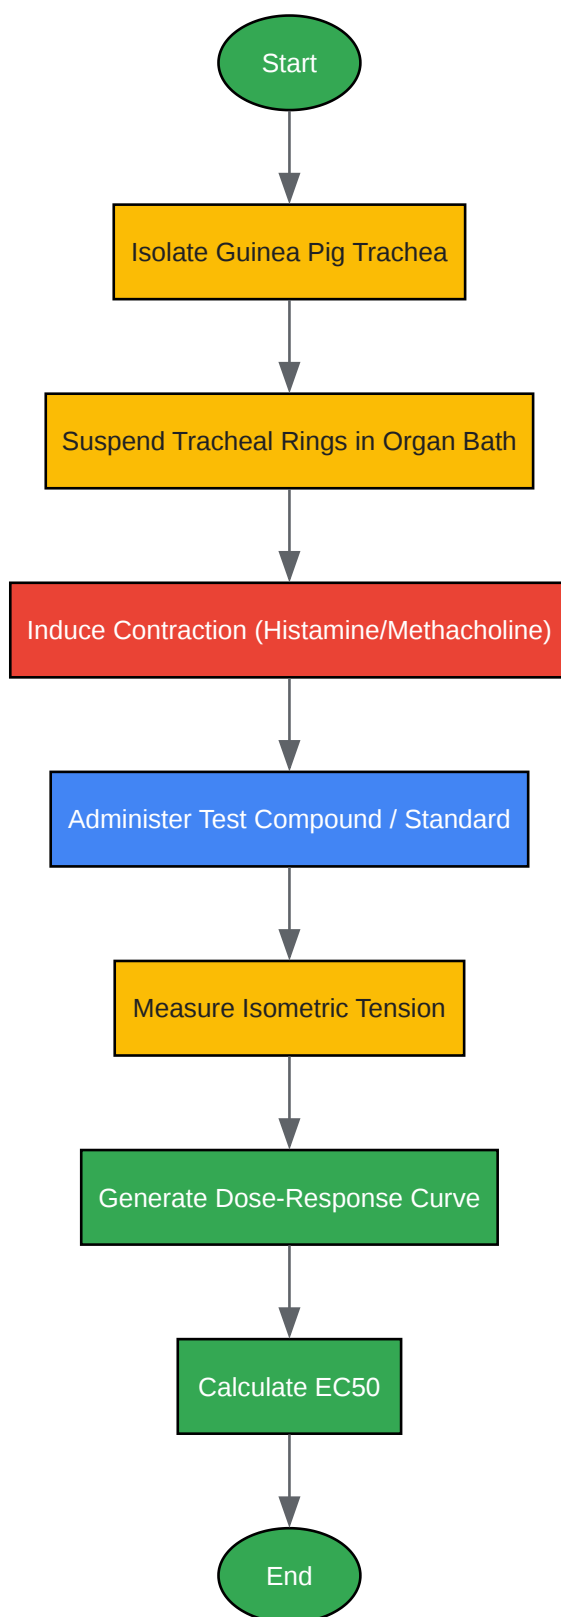 Start
Isolate Guinea Pig Trachea
Suspend Tracheal Rings in Organ Bath
Induce Contraction (Histamine/Methacholine)
Administer Test Compound / Standard
Measure Isometric Tension
Generate Dose-Response Curve
Calculate EC50
End